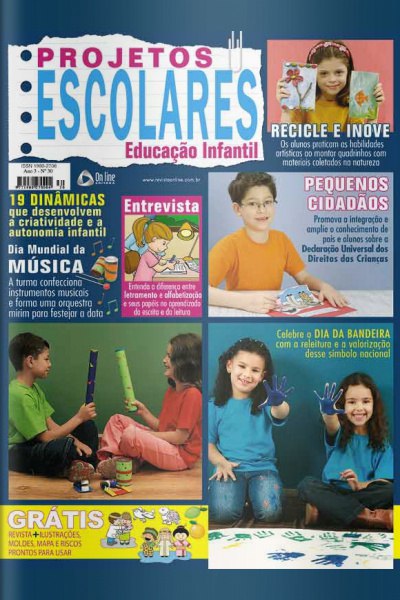 PROJETOS
ESCOLARES
Educação Infantil
Ano 3 - Nº 30
On line
EDITORA
www.revistaonline.com.br
RECICLE E INOVE
Os alunos praticam as habilidades
artísticas ao montar quadrinhos com
materiais coletados na natureza
19 DINÂMICAS
que desenvolvem
a criatividade e a
autonomia infantil
Dia Mundial da
MÚSICA
A turma confecciona
instrumentos musicais
e forma uma orquestra
mirim para festejar a data
Entrevista
Entenda a diferença entre
letramento e alfabetização
e seus papéis no aprendizado
da escrita e da leitura
PEQUENOS
CIDADÃOS
Promova a integração e
amplie o conhecimento de
pais e alunos sobre a
Declaração Universal dos
Direitos das Crianças
Celebre o DIA DA BANDEIRA
com a releitura e a valorização
desse símbolo nacional
GRÁTIS
REVISTA+ILUSTRAÇÕES,
MOLDES, MAPA E RISCOS
PRONTOS PARA USAR